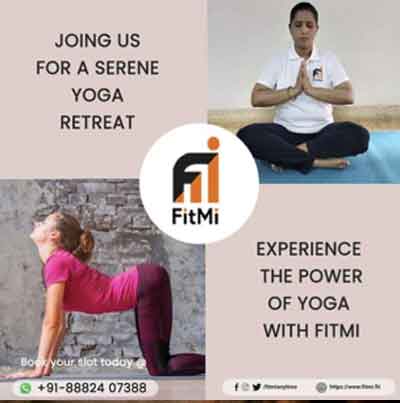 JOING US
FOR A SERENE
YOGA
RETREAT
FitMi
EXPERIENCE
THE POWER
OF YOGA
WITH FITMI
Book your slot today @
+91-88824 07388